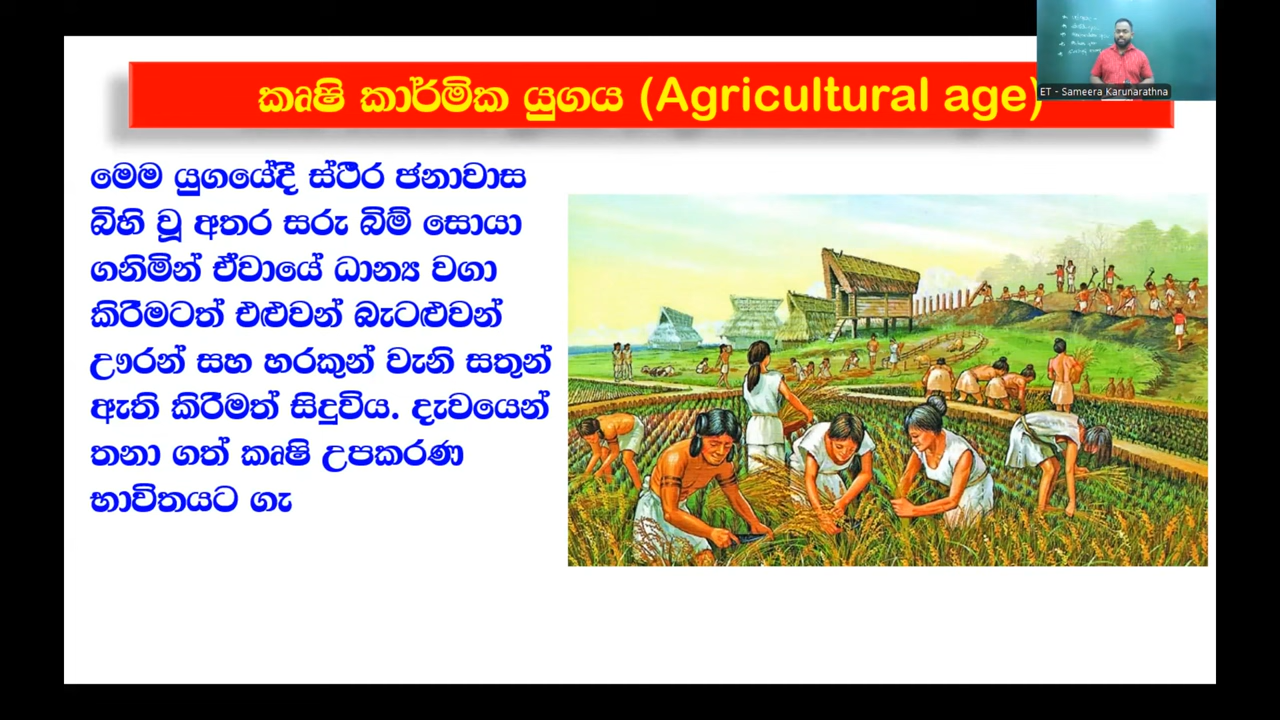 කෘෂි කාර්මික යුගය (Agricultural age)
ET - Sameera Karunarathna
මෙම යුගයේදී ස්ථිර ජනාවාස
බිහි වූ අතර සරු බිම් සොයා
ගනිමින් ඒවායේ ධාන්‍ය වගා
කිරීමටත් එළුවන් බැටළුවන්
ඌරන් සහ හරකුන් වැනි සතුන්
ඇති කිරීමත් සිදුවිය. දැවයෙන්
තනා ගත් කෘෂි උපකරණ
භාවිතයට ගැ